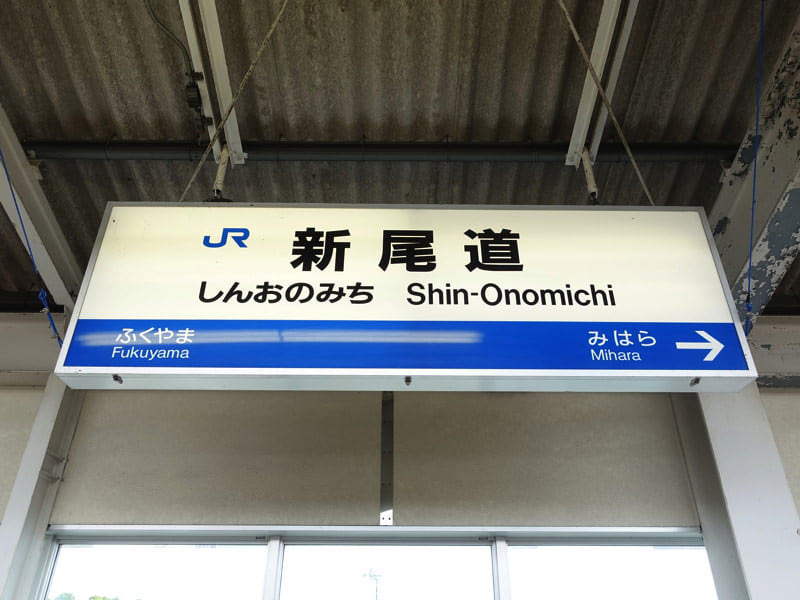 JR 新尾道
しんおのみち Shin-Onomichi
ふくやま みはら →
Fukuyama Mihara